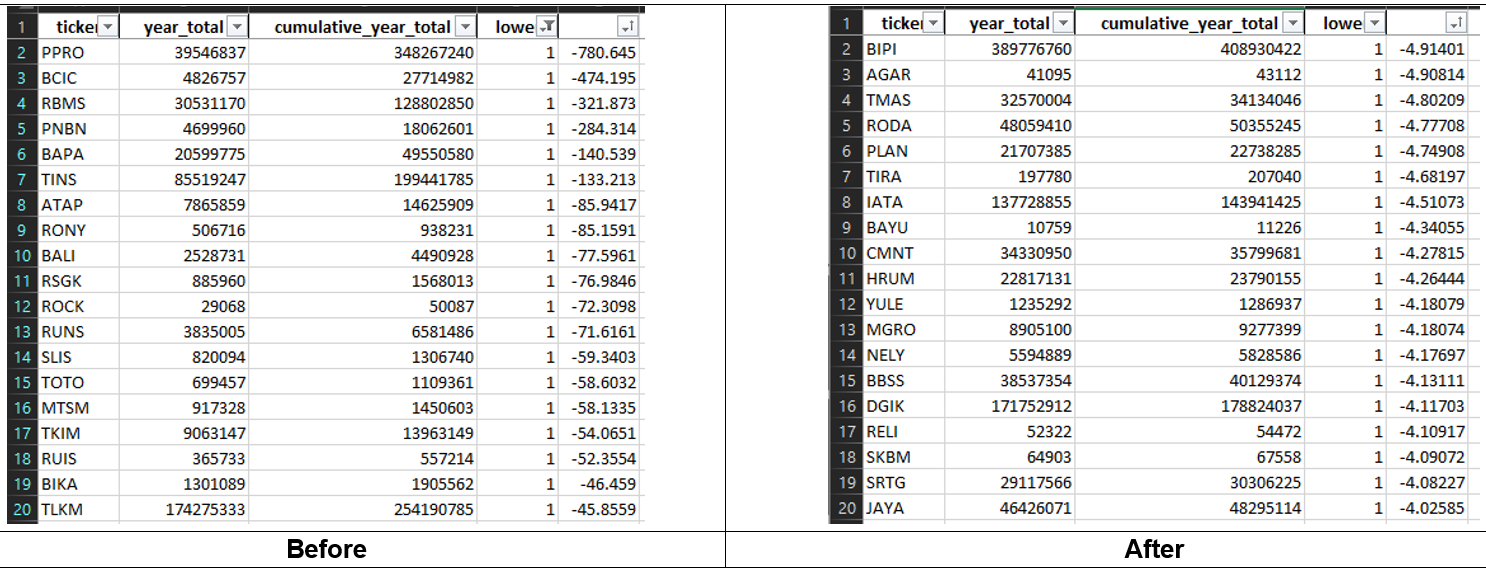 1 ticker year_total cumulative_year_total lowe
2 PPRO 39546837 348267240 1 -780.645
3 BCIC 4826757 27714982 1 -474.195
4 RBMS 30531170 128802850 1 -321.873
5 PNBN 4699960 18062601 1 -284.314
6 BAPA 20599775 49550580 1 -140.539
7 TINS 85519247 199441785 1 -133.213
8 ATAP 7865859 14625909 1 -85.9417
9 RONY 506716 938231 1 -85.1591
10 BALI 2528731 4490928 1 -77.5961
11 RSGK 885960 1568013 1 -76.9846
12 ROCK 29068 50087 1 -72.3098
13 RUNS 3835005 6581486 1 -71.6161
14 SLIS 820094 1306740 1 -59.3403
15 TOTO 699457 1109361 1 -58.6032
16 MTSM 917328 1450603 1 -58.1335
17 TKIM 9063147 13963149 1 -54.0651
18 RUIS 365733 557214 1 -52.3554
19 BIKA 1301089 1905562 1 -46.459
20 TLKM 174275333 254190785 1 -45.8559
Before
1 ticker year_total cumulative_year_total lowe
2 BIPI 389776760 408930422 1 -4.91401
3 AGAR 41095 43112 1 -4.90814
4 TMAS 32570004 34134046 1 -4.80209
5 RODA 48059410 50355245 1 -4.77708
6 PLAN 21707385 22738285 1 -4.74908
7 TIRA 197780 207040 1 -4.68197
8 IATA 137728855 143941425 1 -4.51073
9 BAYU 10759 11226 1 -4.34055
10 CMNT 34330950 35799681 1 -4.27815
11 HRUM 22817131 23790155 1 -4.26444
12 YULE 1235292 1286937 1 -4.18079
13 MGRO 8905100 9277399 1 -4.18074
14 NELY 5594889 5828586 1 -4.17697
15 BBSS 38537354 40129374 1 -4.13111
16 DGIK 171752912 178824037 1 -4.11703
17 RELI 52322 54472 1 -4.10917
18 SKBM 64903 67558 1 -4.09072
19 SRTG 29117566 30306225 1 -4.08227
20 JAYA 46426071 48295114 1 -4.02585
After